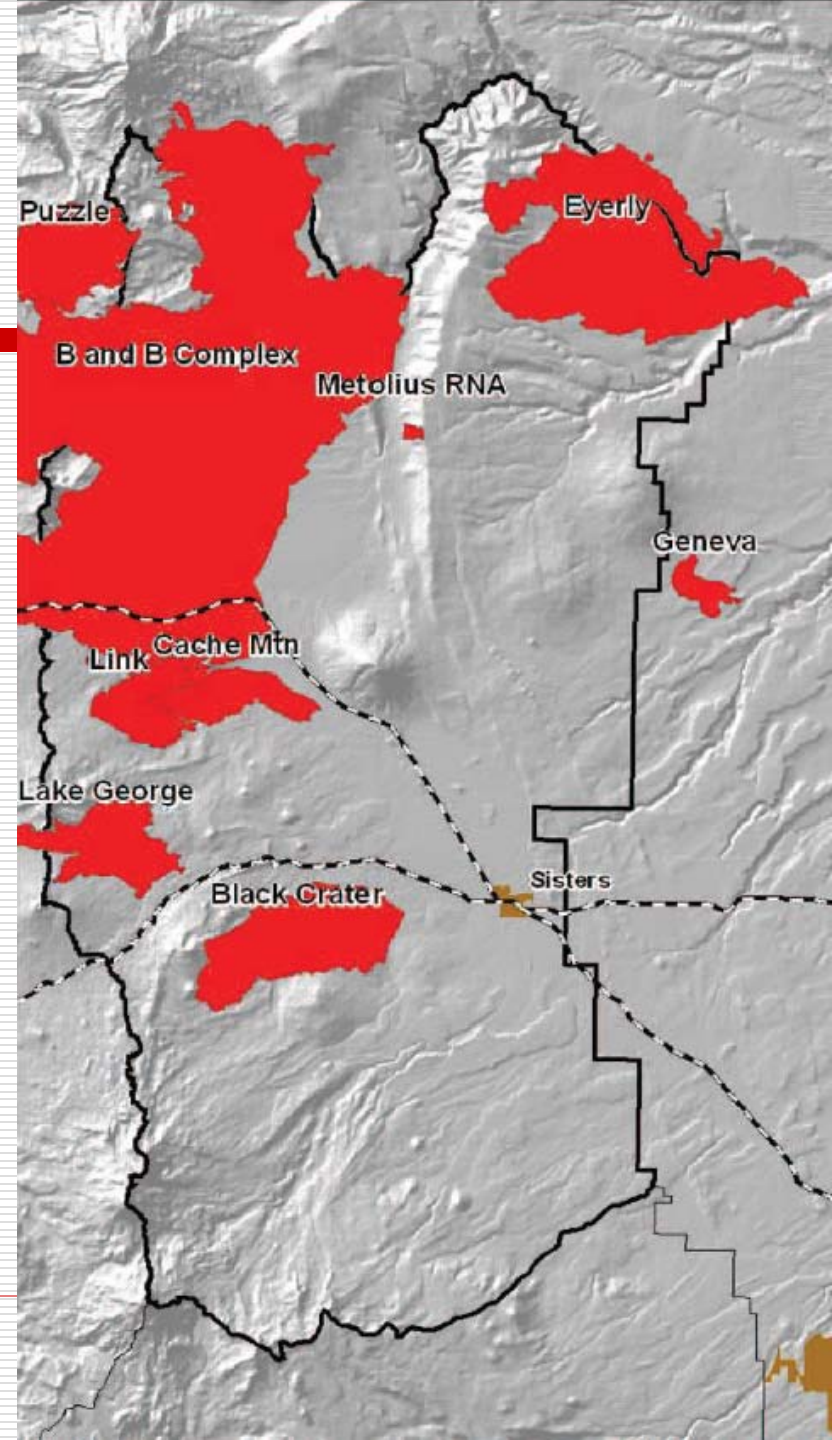 Puzzle
Eyerly
B and B Complex
Metolius RNA
Geneva
Cache Mtn
Link
Lake George
Sisters
Black Crater